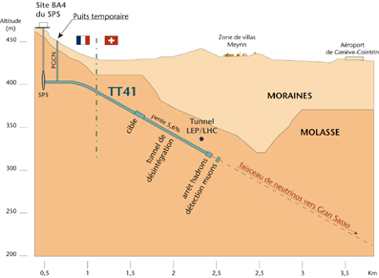 Site BA4
du SPS
Puits temporaire
Altitude
(m)
Zone de villas
Meyrin
Aéroport
de Genève-Cointrin
450
PGCN
400
SPS
TT41
MORAINES
MOLASSE
Tunnel
LEP/LHC
pente 5,6%
cible
tunnel de
désintégration
arrêt hadrons
détection muons
faisceau de neutrinos vers Gran Sasso
350
300
250
200
0,5
1
1,5
2
2,5
3
3,5
Km